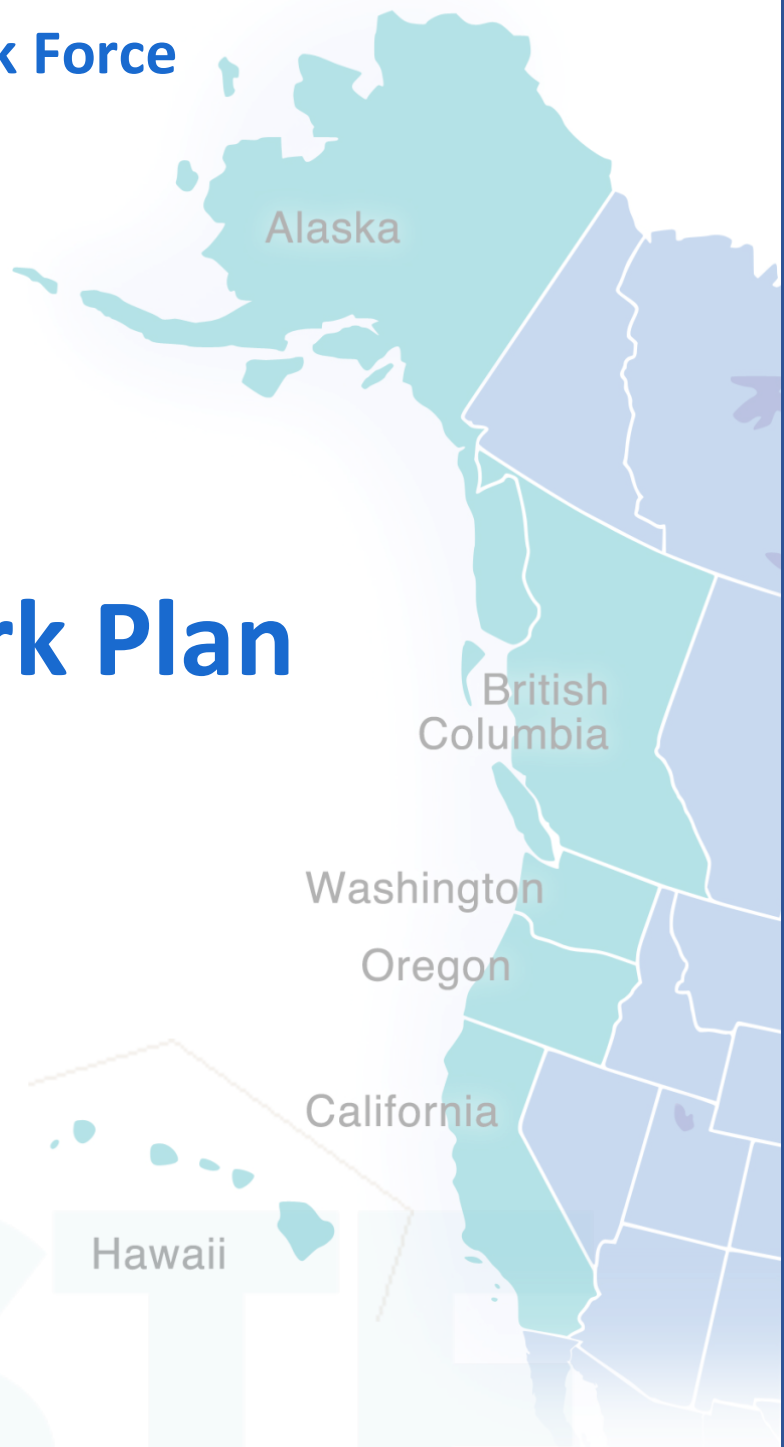 k Force
Alaska
rk Plan
British
Columbia
Washington
Oregon
California
Hawaii